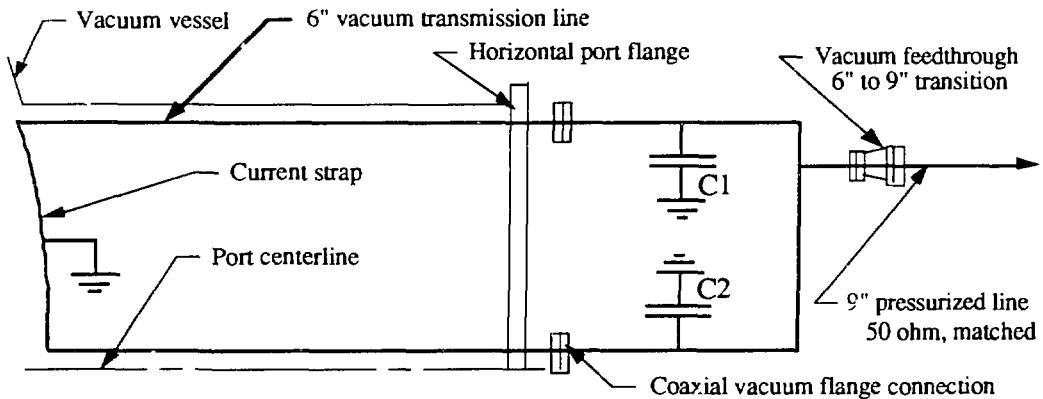 Vacuum vessel
6" vacuum transmission line
Horizontal port flange
Vacuum feedthrough
6" to 9" transition
Current strap
C1
Port centerline
C2
9" pressurized line
50 ohm, matched
Coaxial vacuum flange connection